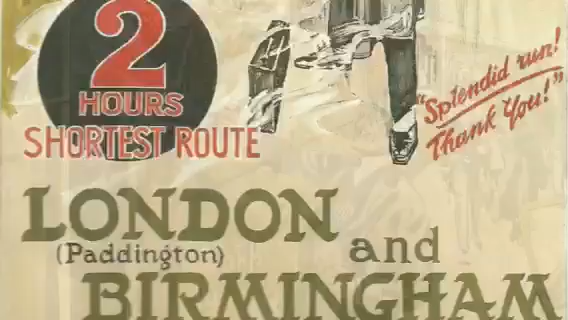 2
HOURS
SHORTEST ROUTE
"Splendid run!
Thank You!"
LONDON
(Paddington)
and
BIRMINGHAM